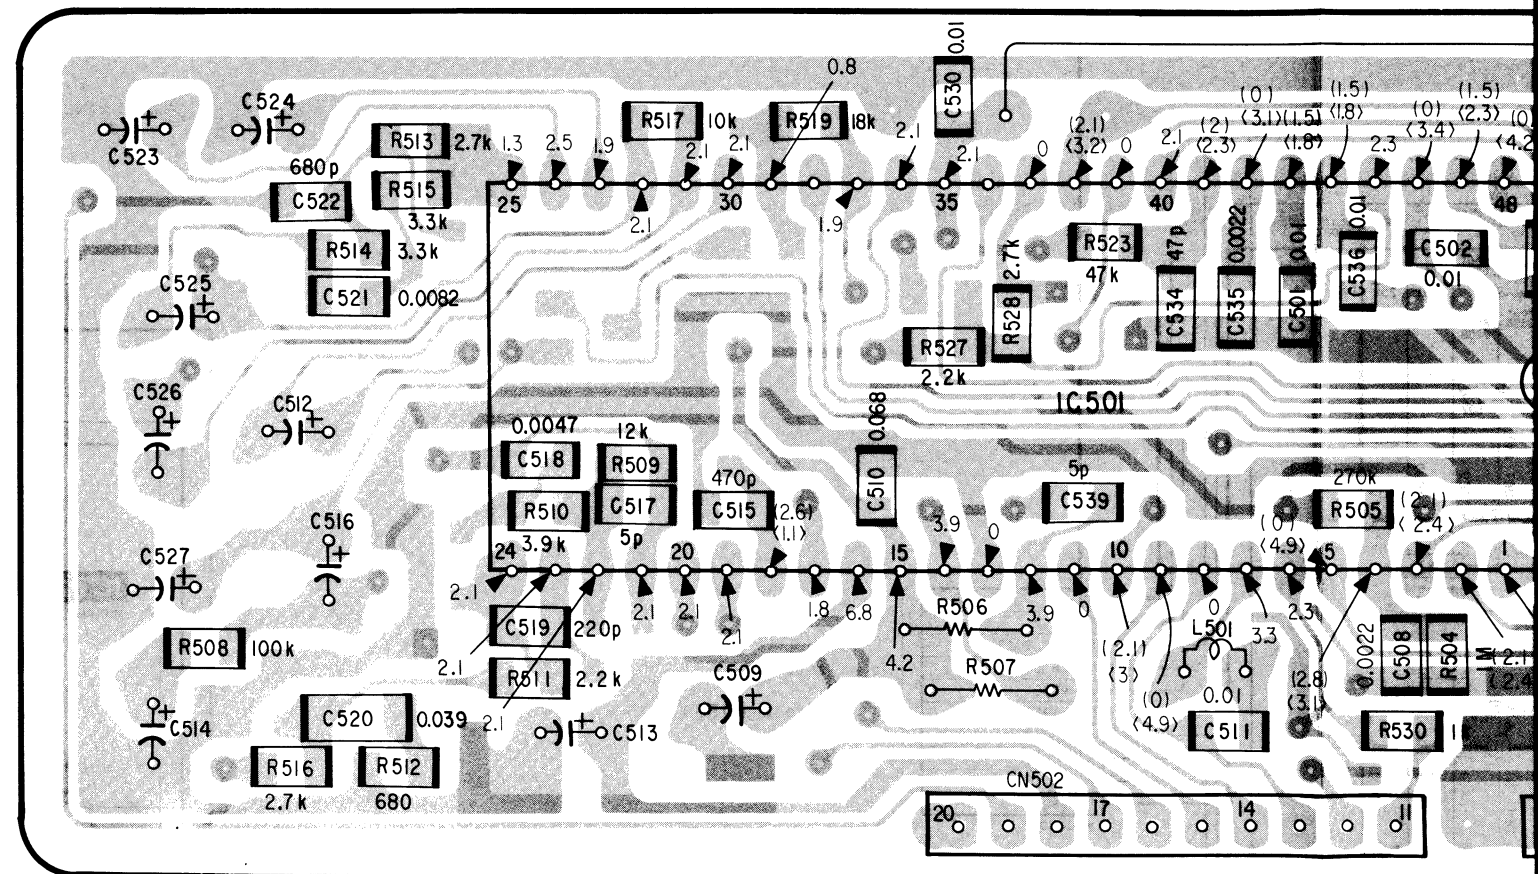 C523
C524
680p
C522
R513 2.7k
R515
3.3k
R514 3.3k
C521 0.0082
C525
C526
C512
C516
C527
R508 100k
C514
C520 0.039
R516
2.7k
R512
680
R517 10k
R519 18k
0.8
C530 0.01
1.3
2.5
1.9
2.1
2.1
2.1
2.1
(2.1)
⟨3.2⟩
0
0
2.1
(2)
⟨2.3⟩
(0)
⟨3.1⟩
(1.5)
⟨1.8⟩
(1.5)
⟨1.8⟩
2.3
(0)
⟨3.4⟩
(1.5)
⟨2.3⟩
25
30
35
40
48
2.1
1.9
R528 2.7k
R523
47k
47p
C534
0.0022
C535
0.01
C501
0.01
C536
C502
0.01
R527
2.2k
IC501
0.0047
C518
12k
R509
R510
3.9k
C517
5p
470p
C515
(2.6)
⟨1.1⟩
0.068
C510
3.9
0
5p
C539
270k
R505
(0)
⟨4.9⟩
(2.1)
⟨2.4⟩
24
20
15
10
5
1
2.1
2.1
2.1
2.1
2.1
2.1
1.8
6.8
4.2
3.9
0
(2.1)
⟨3⟩
(0)
⟨4.9⟩
0
3.3
2.3
(2.8)
⟨3.1⟩
C519 220p
R511 2.2k
C513
C509
R506
R507
L501
0.01
C511
0.0022
C508
R504
1M
R530
CN502
20
17
14
11